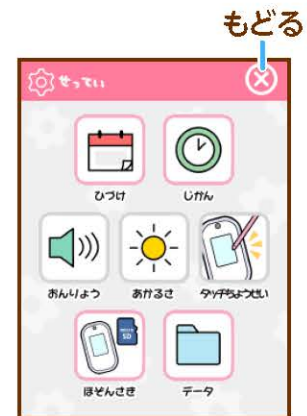 もどる
せってい
ひづけ
じかん
おんりょう
あかるさ
タッチちょうせい
micro
SD
ほぞんさき
データ